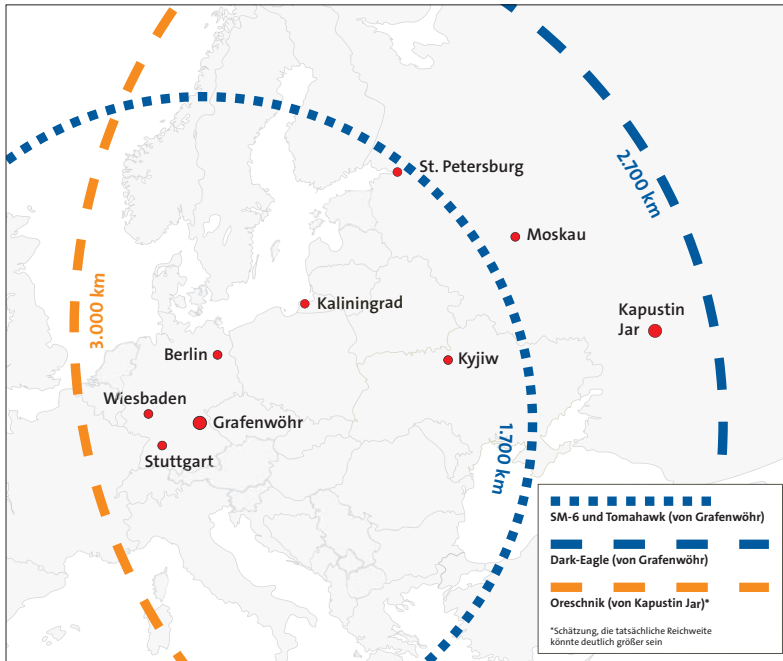 St. Petersburg
2.700 km
Moskau
3.000 km
Kaliningrad
Kapustin
Jar
Berlin
Kyjiw
Wiesbaden
Grafenwöhr
1.700 km
Stuttgart
SM-6 und Tomahawk (von Grafenwöhr)
Dark-Eagle (von Grafenwöhr)
Oreschnik (von Kapustin Jar)*
*Schätzung, die tatsächliche Reichweite
könnte deutlich größer sein